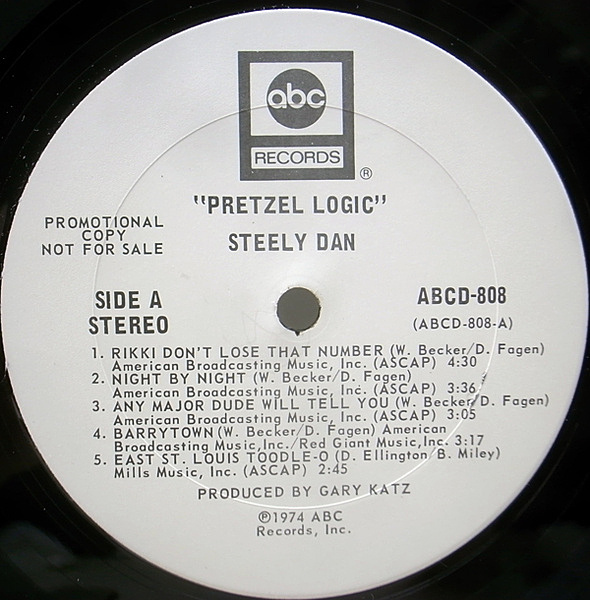 abc
RECORDS
®
"PRETZEL LOGIC"
PROMOTIONAL
COPY
NOT FOR SALE
STEELY DAN
SIDE A
STEREO
ABCD-808
(ABCD-808-A)
1. RIKKI DON'T LOSE THAT NUMBER (W. Becker/D. Fagen)
American Broadcasting Music, Inc. (ASCAP) 4:30
2. NIGHT BY NIGHT (W. Becker/D. Fagen)
American Broadcasting Music, Inc. (ASCAP) 3:36
3. ANY MAJOR DUDE WILL TELL YOU (W. Becker/D. Fagen)
American Broadcasting Music, Inc. (ASCAP) 3:05
4. BARRYTOWN (W. Becker/D. Fagen) American
Broadcasting Music,Inc./Red Giant Music,Inc. 3:17
5. EAST ST. LOUIS TOODLE-O (D. Ellington/B. Miley)
Mills Music, Inc. (ASCAP) 2:45
PRODUCED BY GARY KATZ
℗1974 ABC
Records, Inc.